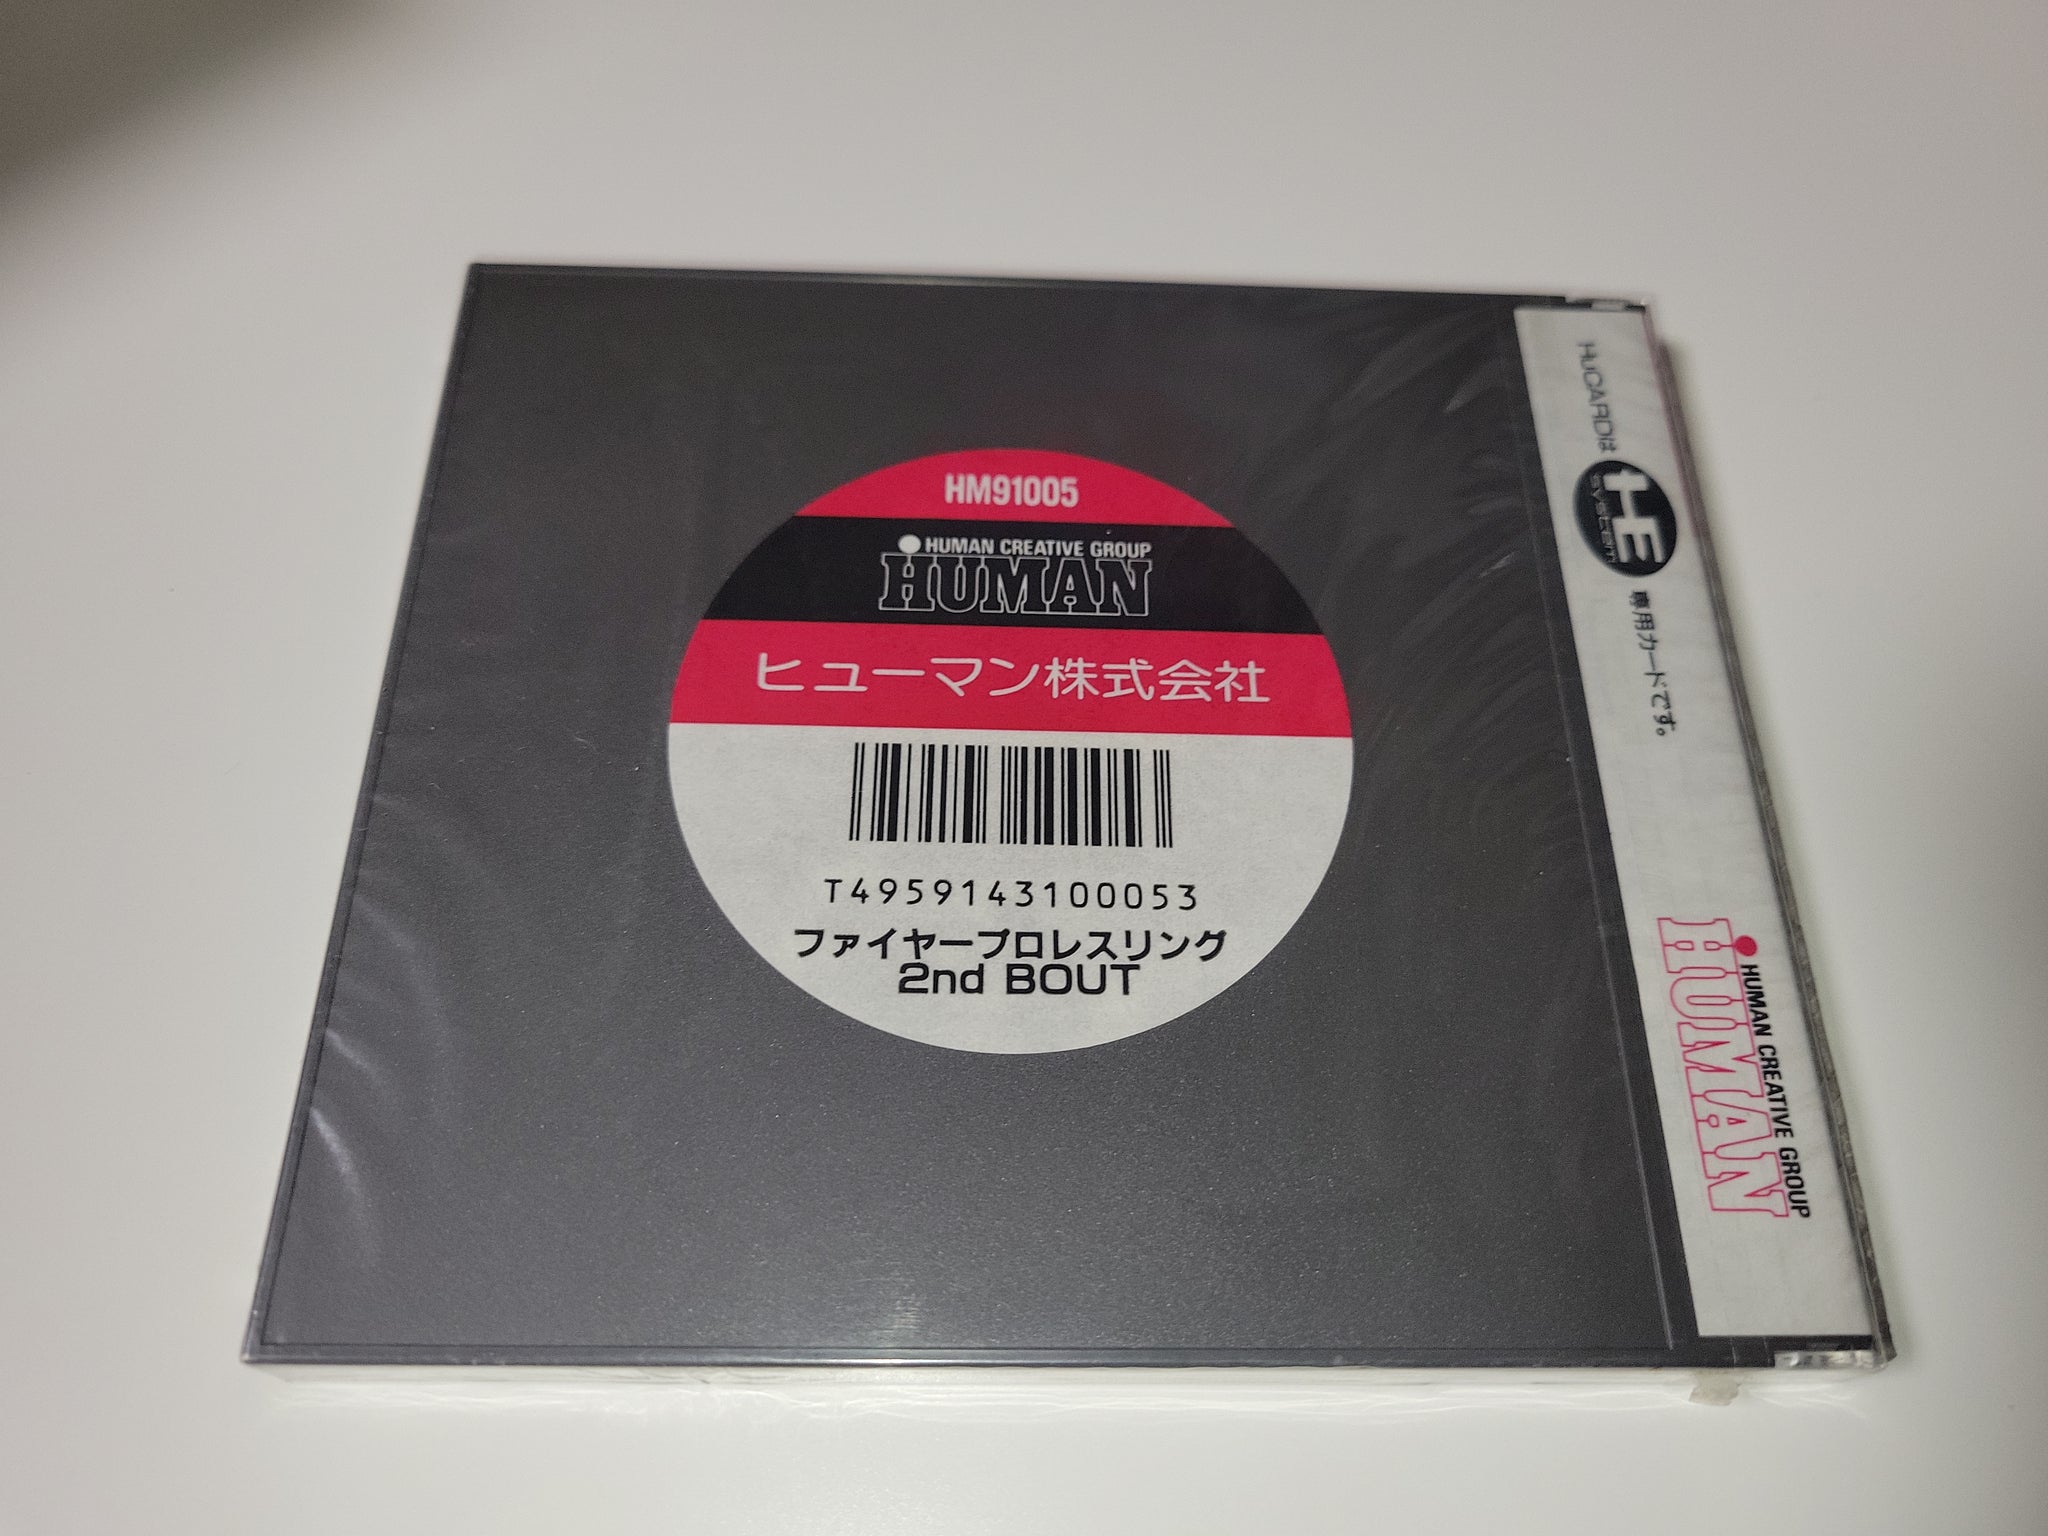 HM91005
HUMAN CREATIVE GROUP
HUMAN
ヒューマン株式会社
T4959143100053
ファイヤープロレスリング
2nd BOUT
HuCARDは HE system 専用カードです。
HUMAN CREATIVE GROUP
HUMAN